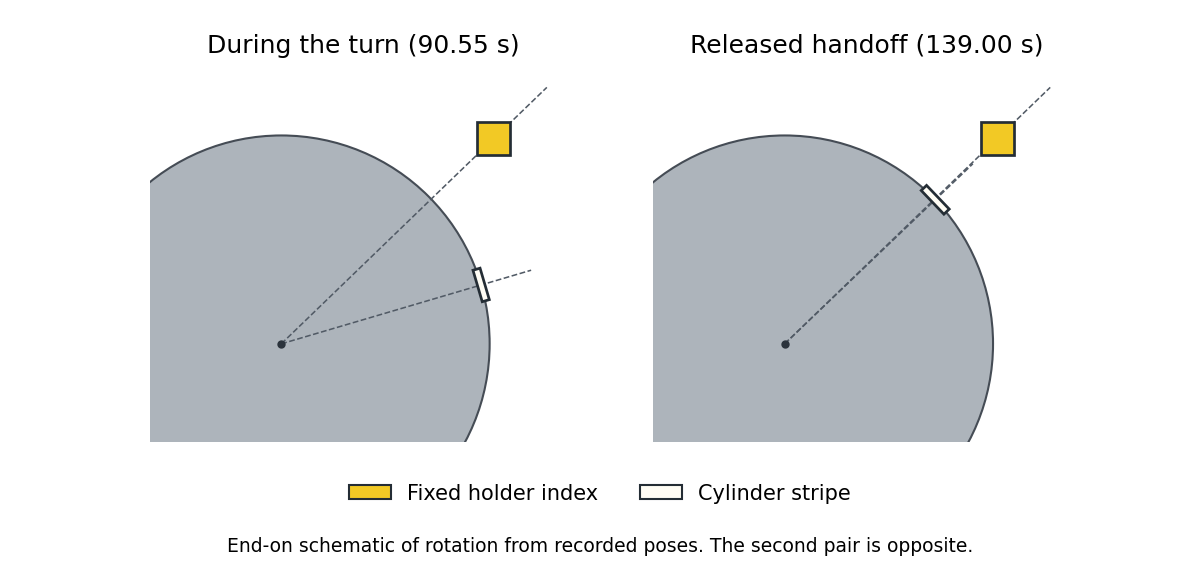 During the turn (90.55 s)
Released handoff (139.00 s)
Fixed holder index
Cylinder stripe
End-on schematic of rotation from recorded poses. The second pair is opposite.